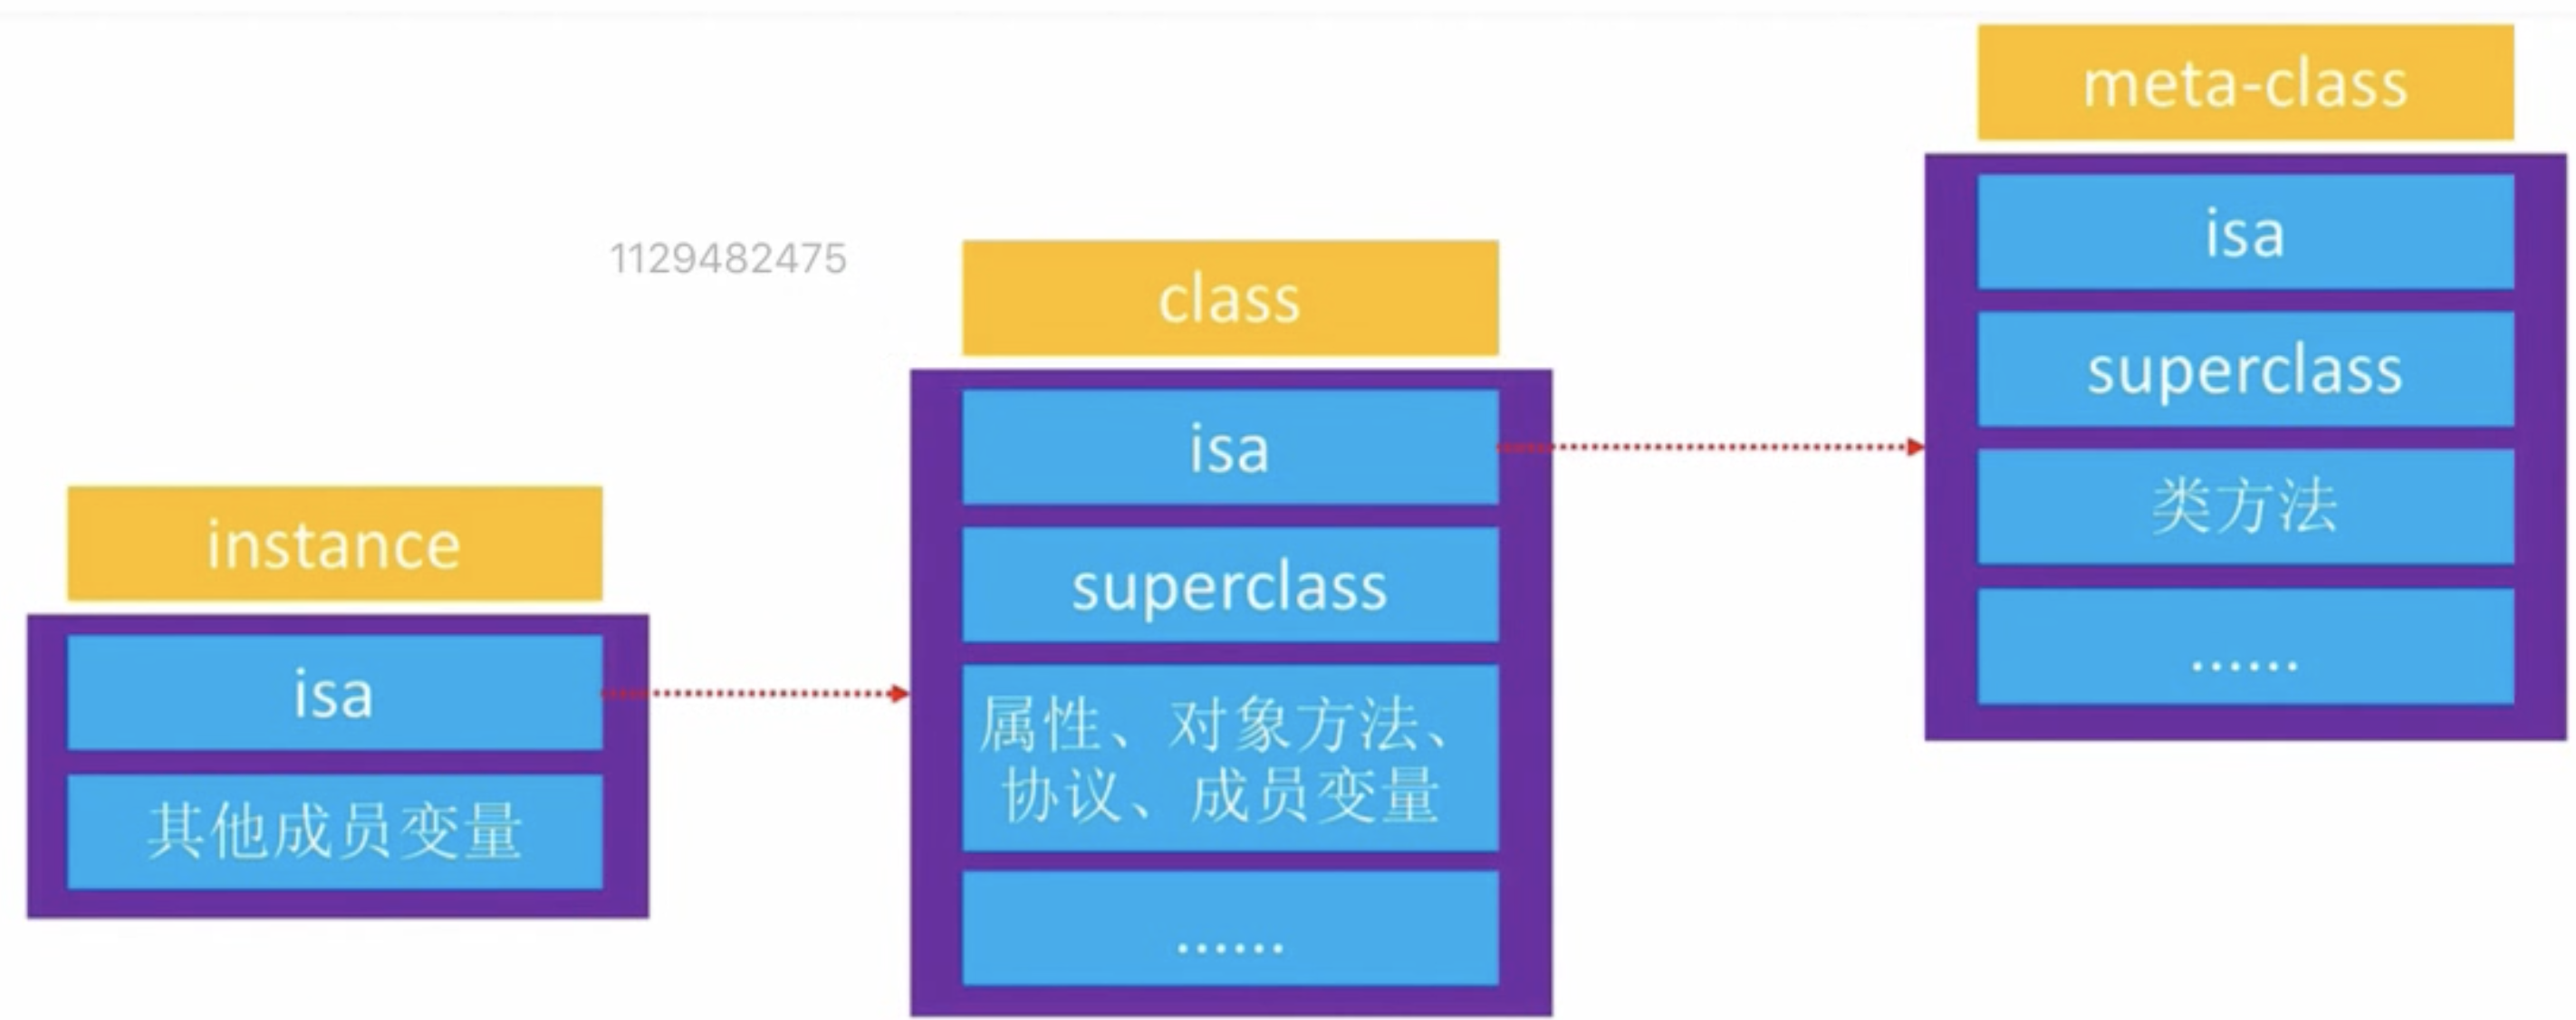 instance
isa
其他成员变量
1129482475
class
isa
superclass
属性、对象方法、
协议、成员变量
......
meta-class
isa
superclass
类方法
......